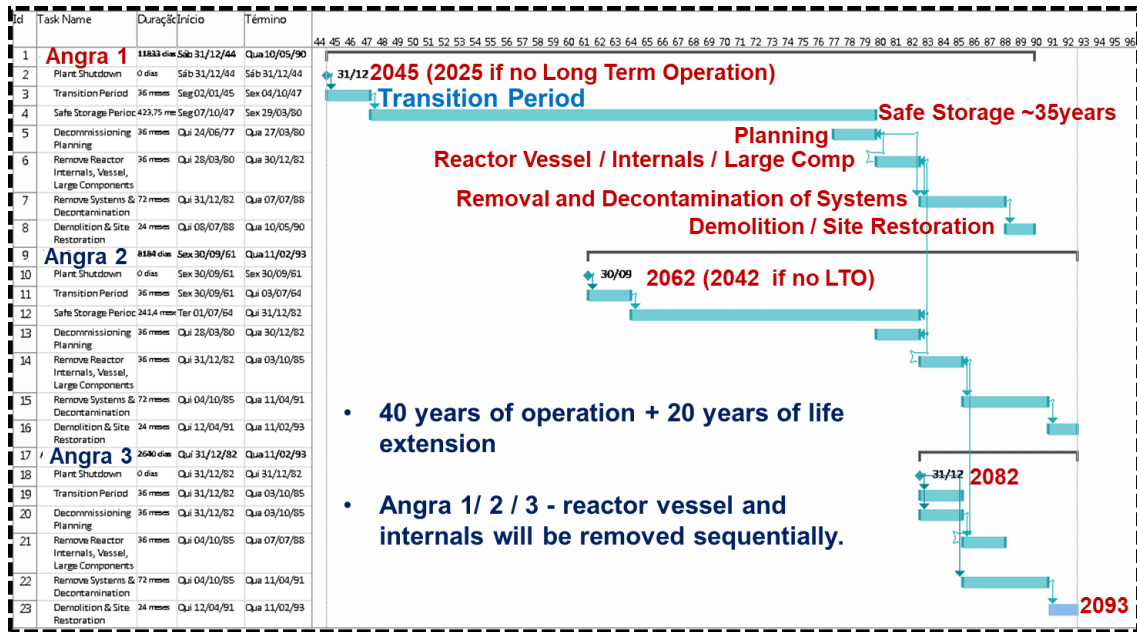 Id Task Name Duração Início Término
44 45 46 47 48 49 50 51 52 53 54 55 56 57 58 59 60 61 62 63 64 65 66 67 68 69 70 71 72 73 74 75 76 77 78 79 80 81 82 83 84 85 86 87 88 89 90 91 92 93 94 95 96
1 Angra 1 11833 dias Sáb 31/12/44 Qua 10/05/90
2 Plant Shutdown 0 dias Sáb 31/12/44 Sáb 31/12/44
31/12 2045 (2025 if no Long Term Operation)
3 Transition Period 36 meses Seg 02/01/45 Sex 04/10/47
Transition Period
4 Safe Storage Perioc 423,75 me Seg 07/10/47 Sex 29/03/80
Safe Storage ~35years
5 Decommissioning 36 meses Qui 24/06/77 Qua 27/03/80
Planning
Planning
6 Remove Reactor 36 meses Qui 28/03/80 Qua 30/12/82
Internals, Vessel,
Large Components
Reactor Vessel / Internals / Large Comp
7 Remove Systems & 72 meses Qui 31/12/82 Qua 07/07/88
Decontamination
Removal and Decontamination of Systems
8 Demolition & Site 24 meses Qui 08/07/88 Qua 10/05/90
Restoration
Demolition / Site Restoration
9 Angra 2 8184 dias Sex 30/09/61 Qua 11/02/93
10 Plant Shutdown 0 dias Sex 30/09/61 Sex 30/09/61
30/09 2062 (2042 if no LTO)
11 Transition Period 36 meses Sex 30/09/61 Qui 03/07/64
12 Safe Storage Perioc 241,4 mese Ter 01/07/64 Qui 31/12/82
13 Decommissioning 36 meses Qui 28/03/80 Qua 30/12/82
Planning
14 Remove Reactor 36 meses Qui 31/12/82 Qua 03/10/85
Internals, Vessel,
Large Components
15 Remove Systems & 72 meses Qui 04/10/85 Qua 11/04/91
Decontamination
16 Demolition & Site 24 meses Qui 12/04/91 Qua 11/02/93
Restoration
• 40 years of operation + 20 years of life
extension
17 Angra 3 2640 dias Qui 31/12/82 Qua 11/02/93
18 Plant Shutdown 0 dias Qui 31/12/82 Qui 31/12/82
31/12 2082
19 Transition Period 36 meses Qui 31/12/82 Qua 03/10/85
20 Decommissioning 36 meses Qui 31/12/82 Qua 03/10/85
Planning
• Angra 1/ 2 / 3 - reactor vessel and
internals will be removed sequentially.
21 Remove Reactor 36 meses Qui 04/10/85 Qua 07/07/88
Internals, Vessel,
Large Components
22 Remove Systems & 72 meses Qui 04/10/85 Qua 11/04/91
Decontamination
23 Demolition & Site 24 meses Qui 12/04/91 Qua 11/02/93
Restoration
2093